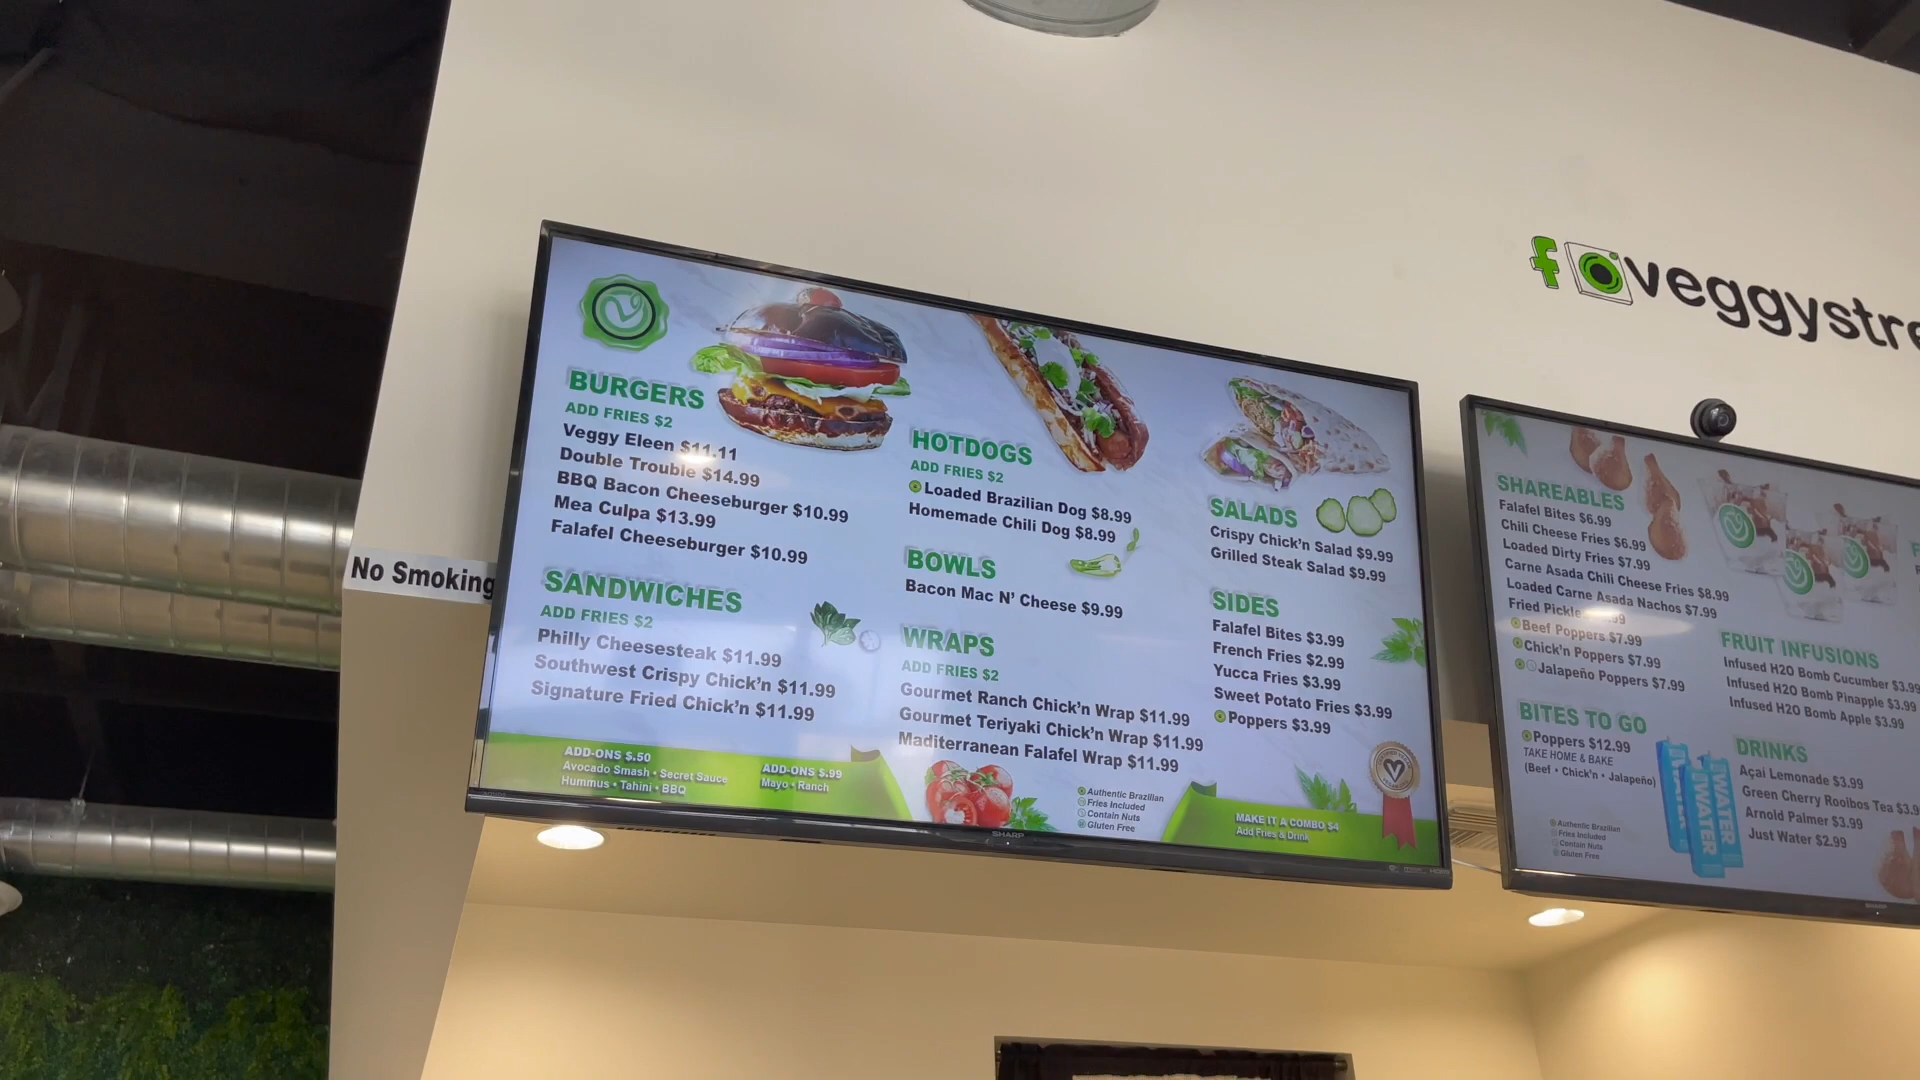 f veggystre
No Smoking
BURGERS
ADD FRIES $2
Veggy Eleen $11.11
Double Trouble $14.99
BBQ Bacon Cheeseburger $10.99
Mea Culpa $13.99
Falafel Cheeseburger $10.99
SANDWICHES
ADD FRIES $2
Philly Cheesesteak $11.99
Southwest Crispy Chick'n $11.99
Signature Fried Chick'n $11.99
ADD-ONS $.50
Avocado Smash • Secret Sauce
Hummus • Tahini • BBQ
ADD-ONS $.99
Mayo • Ranch
HOTDOGS
ADD FRIES $2
Loaded Brazilian Dog $8.99
Homemade Chili Dog $8.99
BOWLS
Bacon Mac N' Cheese $9.99
WRAPS
ADD FRIES $2
Gourmet Ranch Chick'n Wrap $11.99
Gourmet Teriyaki Chick'n Wrap $11.99
Maditerranean Falafel Wrap $11.99
Authentic Brazilian
Fries Included
Contain Nuts
Gluten Free
SALADS
Crispy Chick'n Salad $9.99
Grilled Steak Salad $9.99
SIDES
Falafel Bites $3.99
French Fries $2.99
Yucca Fries $3.99
Sweet Potato Fries $3.99
Poppers $3.99
MAKE IT A COMBO $4
Add Fries & Drink
SHARP
SHAREABLES
Falafel Bites $6.99
Chili Cheese Fries $6.99
Loaded Dirty Fries $7.99
Carne Asada Chili Cheese Fries $8.99
Loaded Carne Asada Nachos $7.99
Fried Pickle
Beef Poppers $7.99
Chick'n Poppers $7.99
Jalapeño Poppers $7.99
BITES TO GO
Poppers $12.99
TAKE HOME & BAKE
(Beef • Chick'n • Jalapeño)
Authentic Brazilian
Fries Included
Contain Nuts
Gluten Free
FRUIT INFUSIONS
Infused H2O Bomb Cucumber $3.99
Infused H2O Bomb Pinapple $3.99
Infused H2O Bomb Apple $3.99
DRINKS
Açai Lemonade $3.99
Green Cherry Rooibos Tea $3.9
Arnold Palmer $3.99
Just Water $2.99
WATER
SHARP